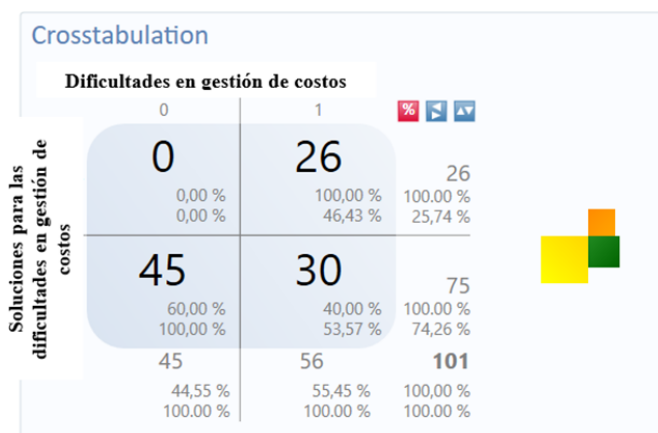 Crosstabulation
Dificultades en gestión de costos
0 1 %
Soluciones para las
dificultades en gestión de
costos
0 26 26
0,00 % 100,00 % 100.00 %
0,00 % 46,43 % 25,74 %
45 30 75
60,00 % 40,00 % 100.00 %
100,00 % 53,57 % 74,26 %
45 56 101
44,55 % 55,45 % 100,00 %
100.00 % 100.00 % 100.00 %